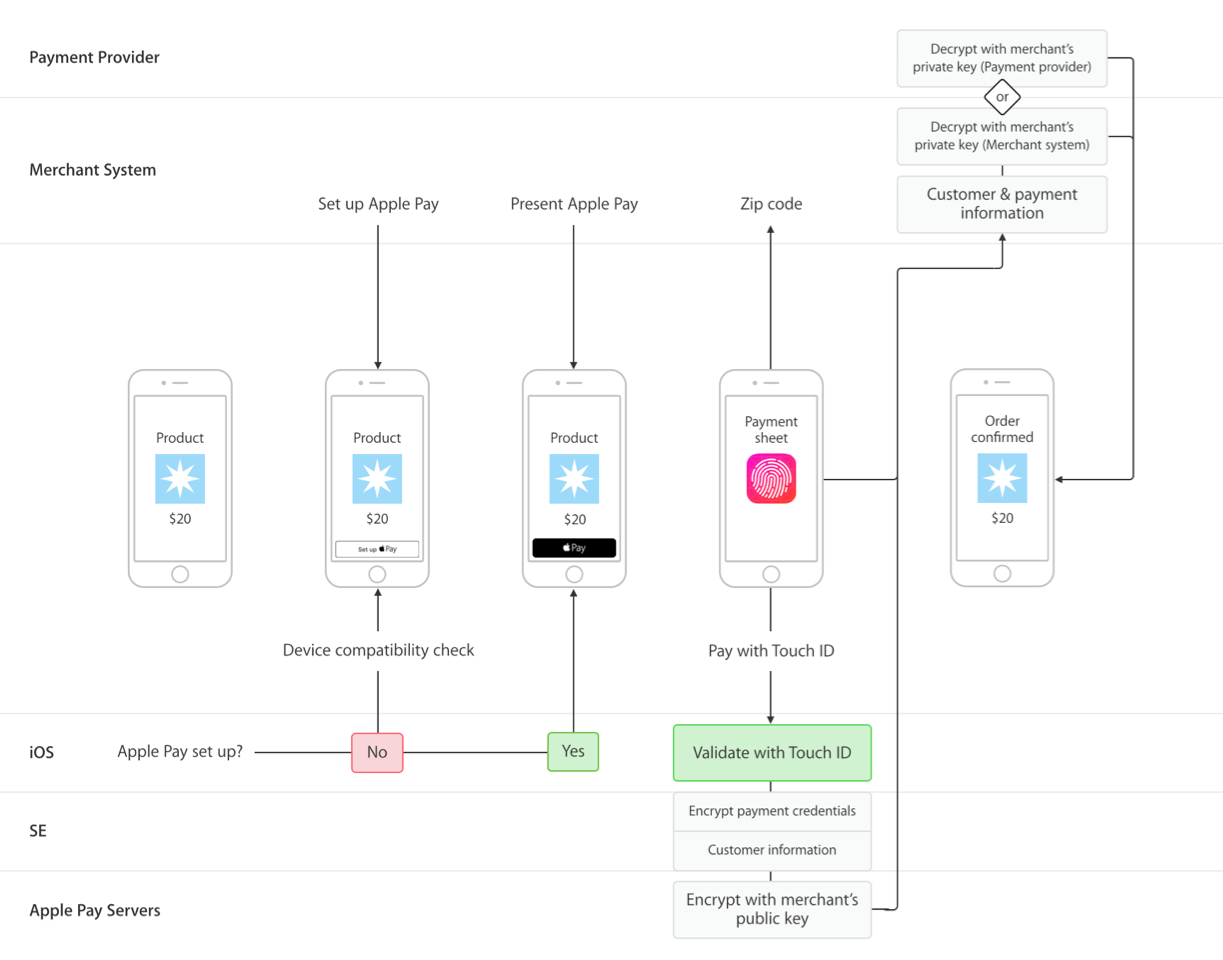 Payment Provider
Decrypt with merchant’s
private key (Payment provider)
or
Merchant System
Decrypt with merchant’s
private key (Merchant system)
Customer & payment
information
Set up Apple Pay
Present Apple Pay
Zip code
Product
$20
Product
$20
Set up Pay
Product
$20
Pay
Payment
sheet
Order
confirmed
$20
Device compatibility check
Pay with Touch ID
iOS
Apple Pay set up?
No
Yes
Validate with Touch ID
SE
Encrypt payment credentials
Customer information
Apple Pay Servers
Encrypt with merchant’s
public key